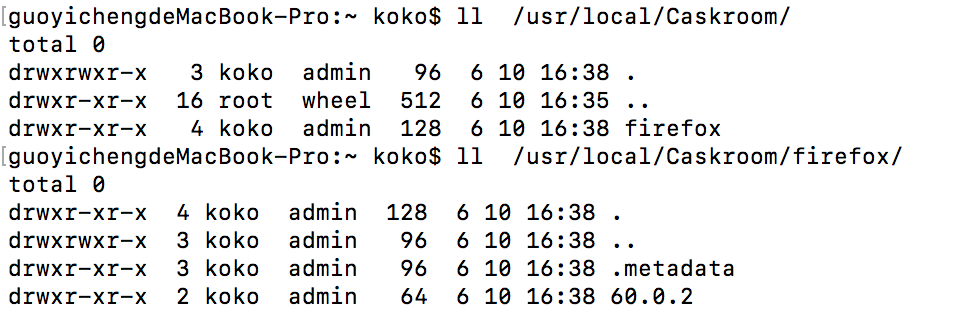 [guoyichengdeMacBook-Pro:~ koko$ ll  /usr/local/Caskroom/
total 0
drwxrwxr-x   3 koko  admin   96  6 10 16:38 .
drwxr-xr-x  16 root  wheel  512  6 10 16:35 ..
drwxr-xr-x   4 koko  admin  128  6 10 16:38 firefox
[guoyichengdeMacBook-Pro:~ koko$ ll  /usr/local/Caskroom/firefox/
total 0
drwxr-xr-x  4 koko  admin  128  6 10 16:38 .
drwxrwxr-x  3 koko  admin   96  6 10 16:38 ..
drwxr-xr-x  3 koko  admin   96  6 10 16:38 .metadata
drwxr-xr-x  2 koko  admin   64  6 10 16:38 60.0.2